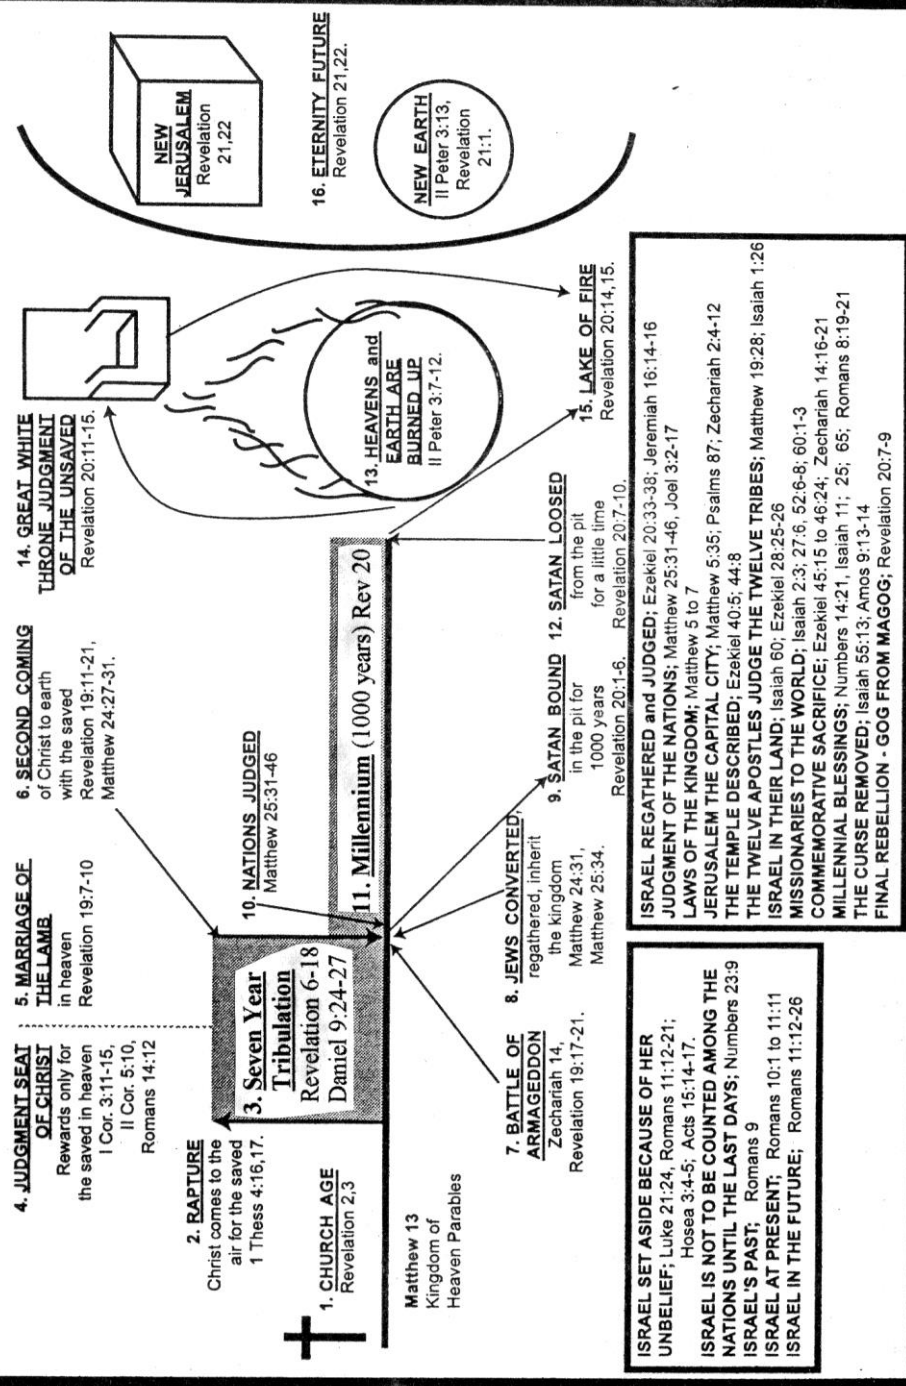 4. JUDGMENT SEAT
OF CHRIST
Rewards only for
the saved in heaven
I Cor. 3:11-15,
II Cor. 5:10,
Romans 14:12
5. MARRIAGE OF
THE LAMB
in heaven
Revelation 19:7-10
6. SECOND COMING
of Christ to earth
with the saved
Revelation 19:11-21,
Matthew 24:27-31.
14. GREAT WHITE
THRONE JUDGMENT
OF THE UNSAVED
Revelation 20:11-15.
NEW
JERUSALEM
Revelation
21,22
2. RAPTURE
Christ comes to the
air for the saved
1 Thess 4:16,17.
3. Seven Year
Tribulation
Revelation 6-18
Daniel 9:24-27
10. NATIONS JUDGED
Matthew 25:31-46
11. Millennium (1000 years) Rev 20
13. HEAVENS and
EARTH ARE
BURNED UP
II Peter 3:7-12.
16. ETERNITY FUTURE
Revelation 21,22.
1. CHURCH AGE
Revelation 2,3
NEW EARTH
II Peter 3:13,
Revelation
21:1.
Matthew 13
Kingdom of
Heaven Parables
7. BATTLE OF
ARMAGEDDON
Zechariah 14,
Revelation 19:17-21.
8. JEWS CONVERTED,
regathered, inherit
the kingdom
Matthew 24:31,
Matthew 25:34.
9. SATAN BOUND
in the pit for
1000 years
Revelation 20:1-6.
12. SATAN LOOSED
from the pit
for a little time
Revelation 20:7-10.
15. LAKE OF FIRE
Revelation 20:14,15.
ISRAEL SET ASIDE BECAUSE OF HER
UNBELIEF; Luke 21:24, Romans 11:12-21;
Hosea 3:4-5; Acts 15:14-17.
ISRAEL IS NOT TO BE COUNTED AMONG THE
NATIONS UNTIL THE LAST DAYS; Numbers 23:9
ISRAEL'S PAST; Romans 9
ISRAEL AT PRESENT; Romans 10:1 to 11:11
ISRAEL IN THE FUTURE; Romans 11:12-26
ISRAEL REGATHERED and JUDGED; Ezekiel 20:33-38; Jeremiah 16:14-16
JUDGMENT OF THE NATIONS; Matthew 25:31-46, Joel 3:2-17
LAWS OF THE KINGDOM; Matthew 5 to 7
JERUSALEM THE CAPITAL CITY; Matthew 5:35; Psalms 87; Zechariah 2:4-12
THE TEMPLE DESCRIBED; Ezekiel 40:5; 44:8
THE TWELVE APOSTLES JUDGE THE TWELVE TRIBES; Matthew 19:28; Isaiah 1:26
ISRAEL IN THEIR LAND; Isaiah 60; Ezekiel 28:25-26
MISSIONARIES TO THE WORLD; Isaiah 2:3; 27:6, 52:6-8; 60:1-3
COMMEMORATIVE SACRIFICE; Ezekiel 45:15 to 46:24; Zechariah 14:16-21
MILLENNIAL BLESSINGS; Numbers 14:21, Isaiah 11; 25; 65; Romans 8:19-21
THE CURSE REMOVED; Isaiah 55:13; Amos 9:13-14
FINAL REBELLION - GOG FROM MAGOG; Revelation 20:7-9